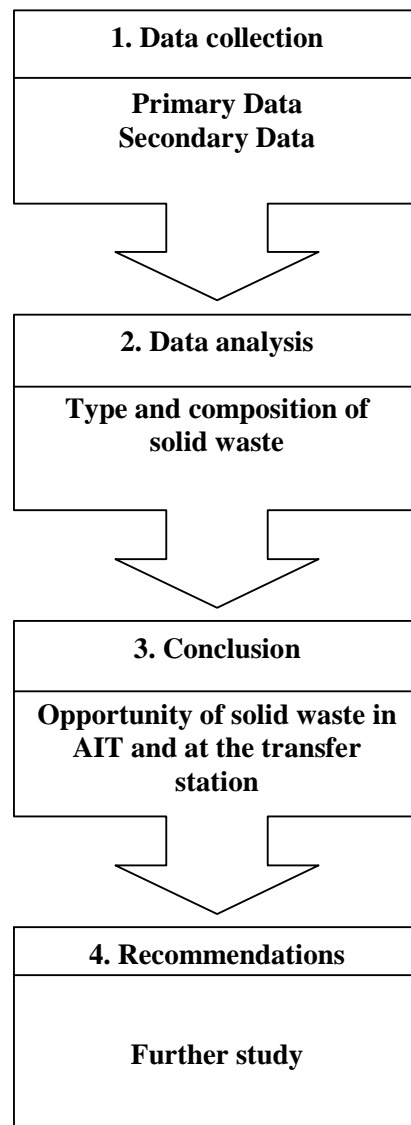 1. Data collection
Primary Data
Secondary Data
2. Data analysis
Type and composition of
solid waste
3. Conclusion
Opportunity of solid waste in
AIT and at the transfer
station
4. Recommendations
Further study